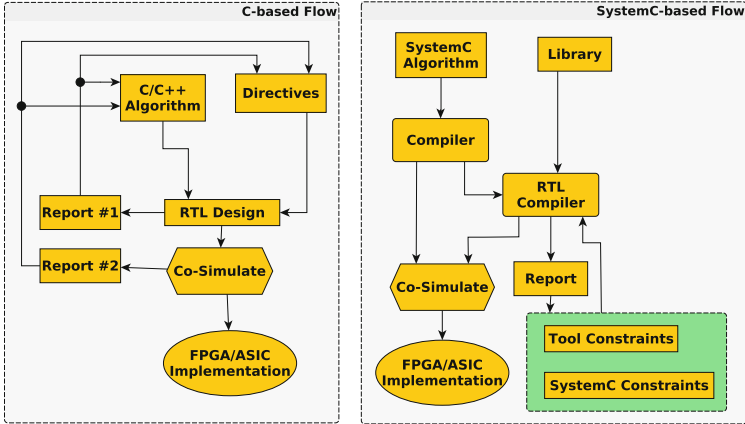 C-based Flow
C/C++
Algorithm
Directives
Report #1
RTL Design
Report #2
Co-Simulate
FPGA/ASIC
Implementation
SystemC-based Flow
SystemC
Algorithm
Library
Compiler
RTL
Compiler
Co-Simulate
Report
FPGA/ASIC
Implementation
Tool Constraints
SystemC Constraints